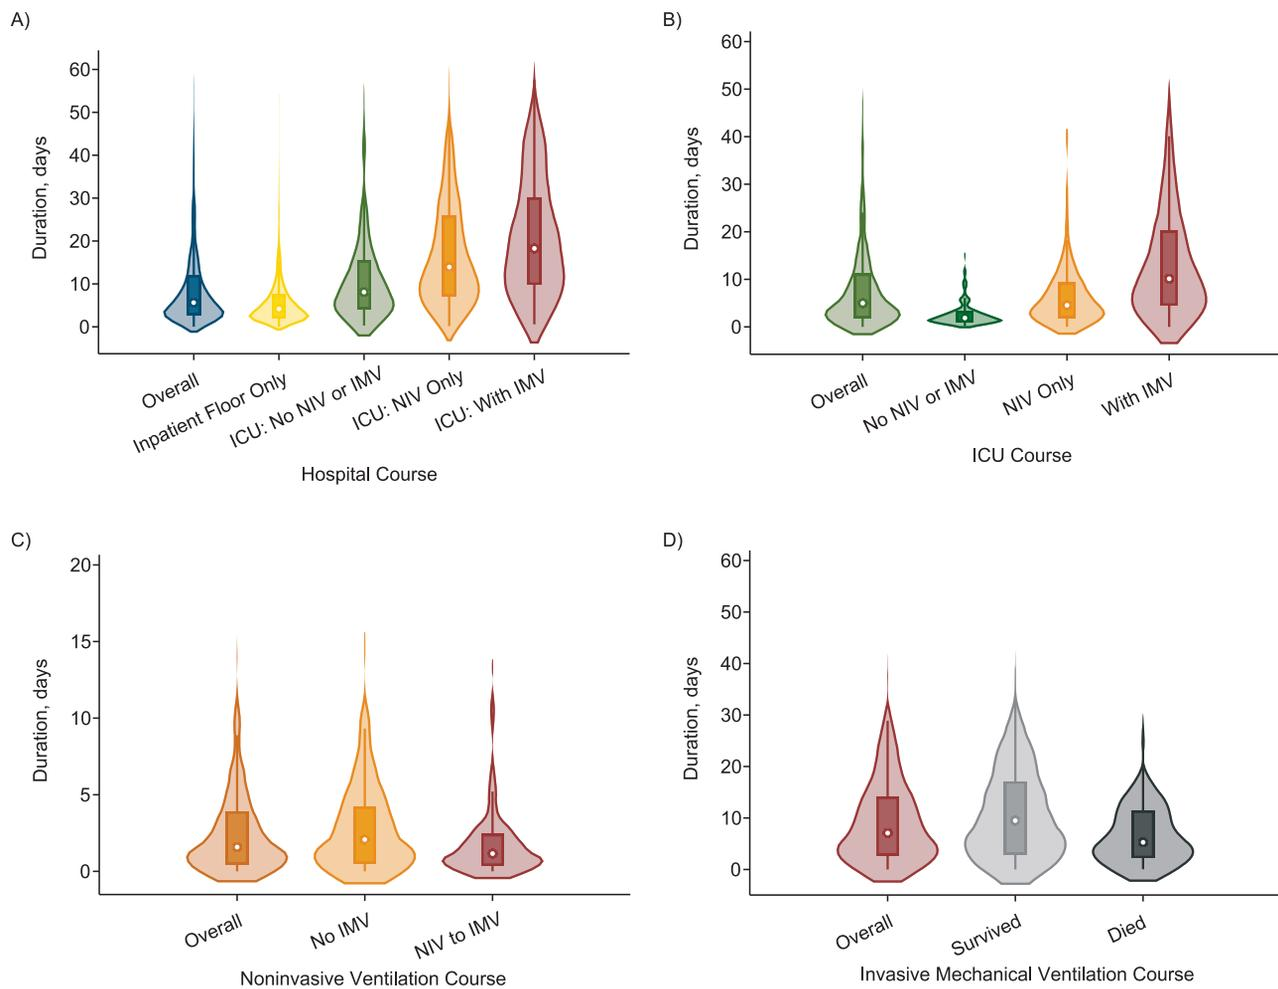 A)
60
50
40
30
20
10
0
Duration, days
Overall
Inpatient Floor Only
ICU: No NIV or IMV
ICU: NIV Only
ICU: With IMV
Hospital Course
B)
60
50
40
30
20
10
0
Duration, days
Overall
No NIV or IMV
NIV Only
With IMV
ICU Course
C)
20
15
10
5
0
Duration, days
Overall
No IMV
NIV to IMV
Noninvasive Ventilation Course
D)
60
50
40
30
20
10
0
Duration, days
Overall
Survived
Died
Invasive Mechanical Ventilation Course